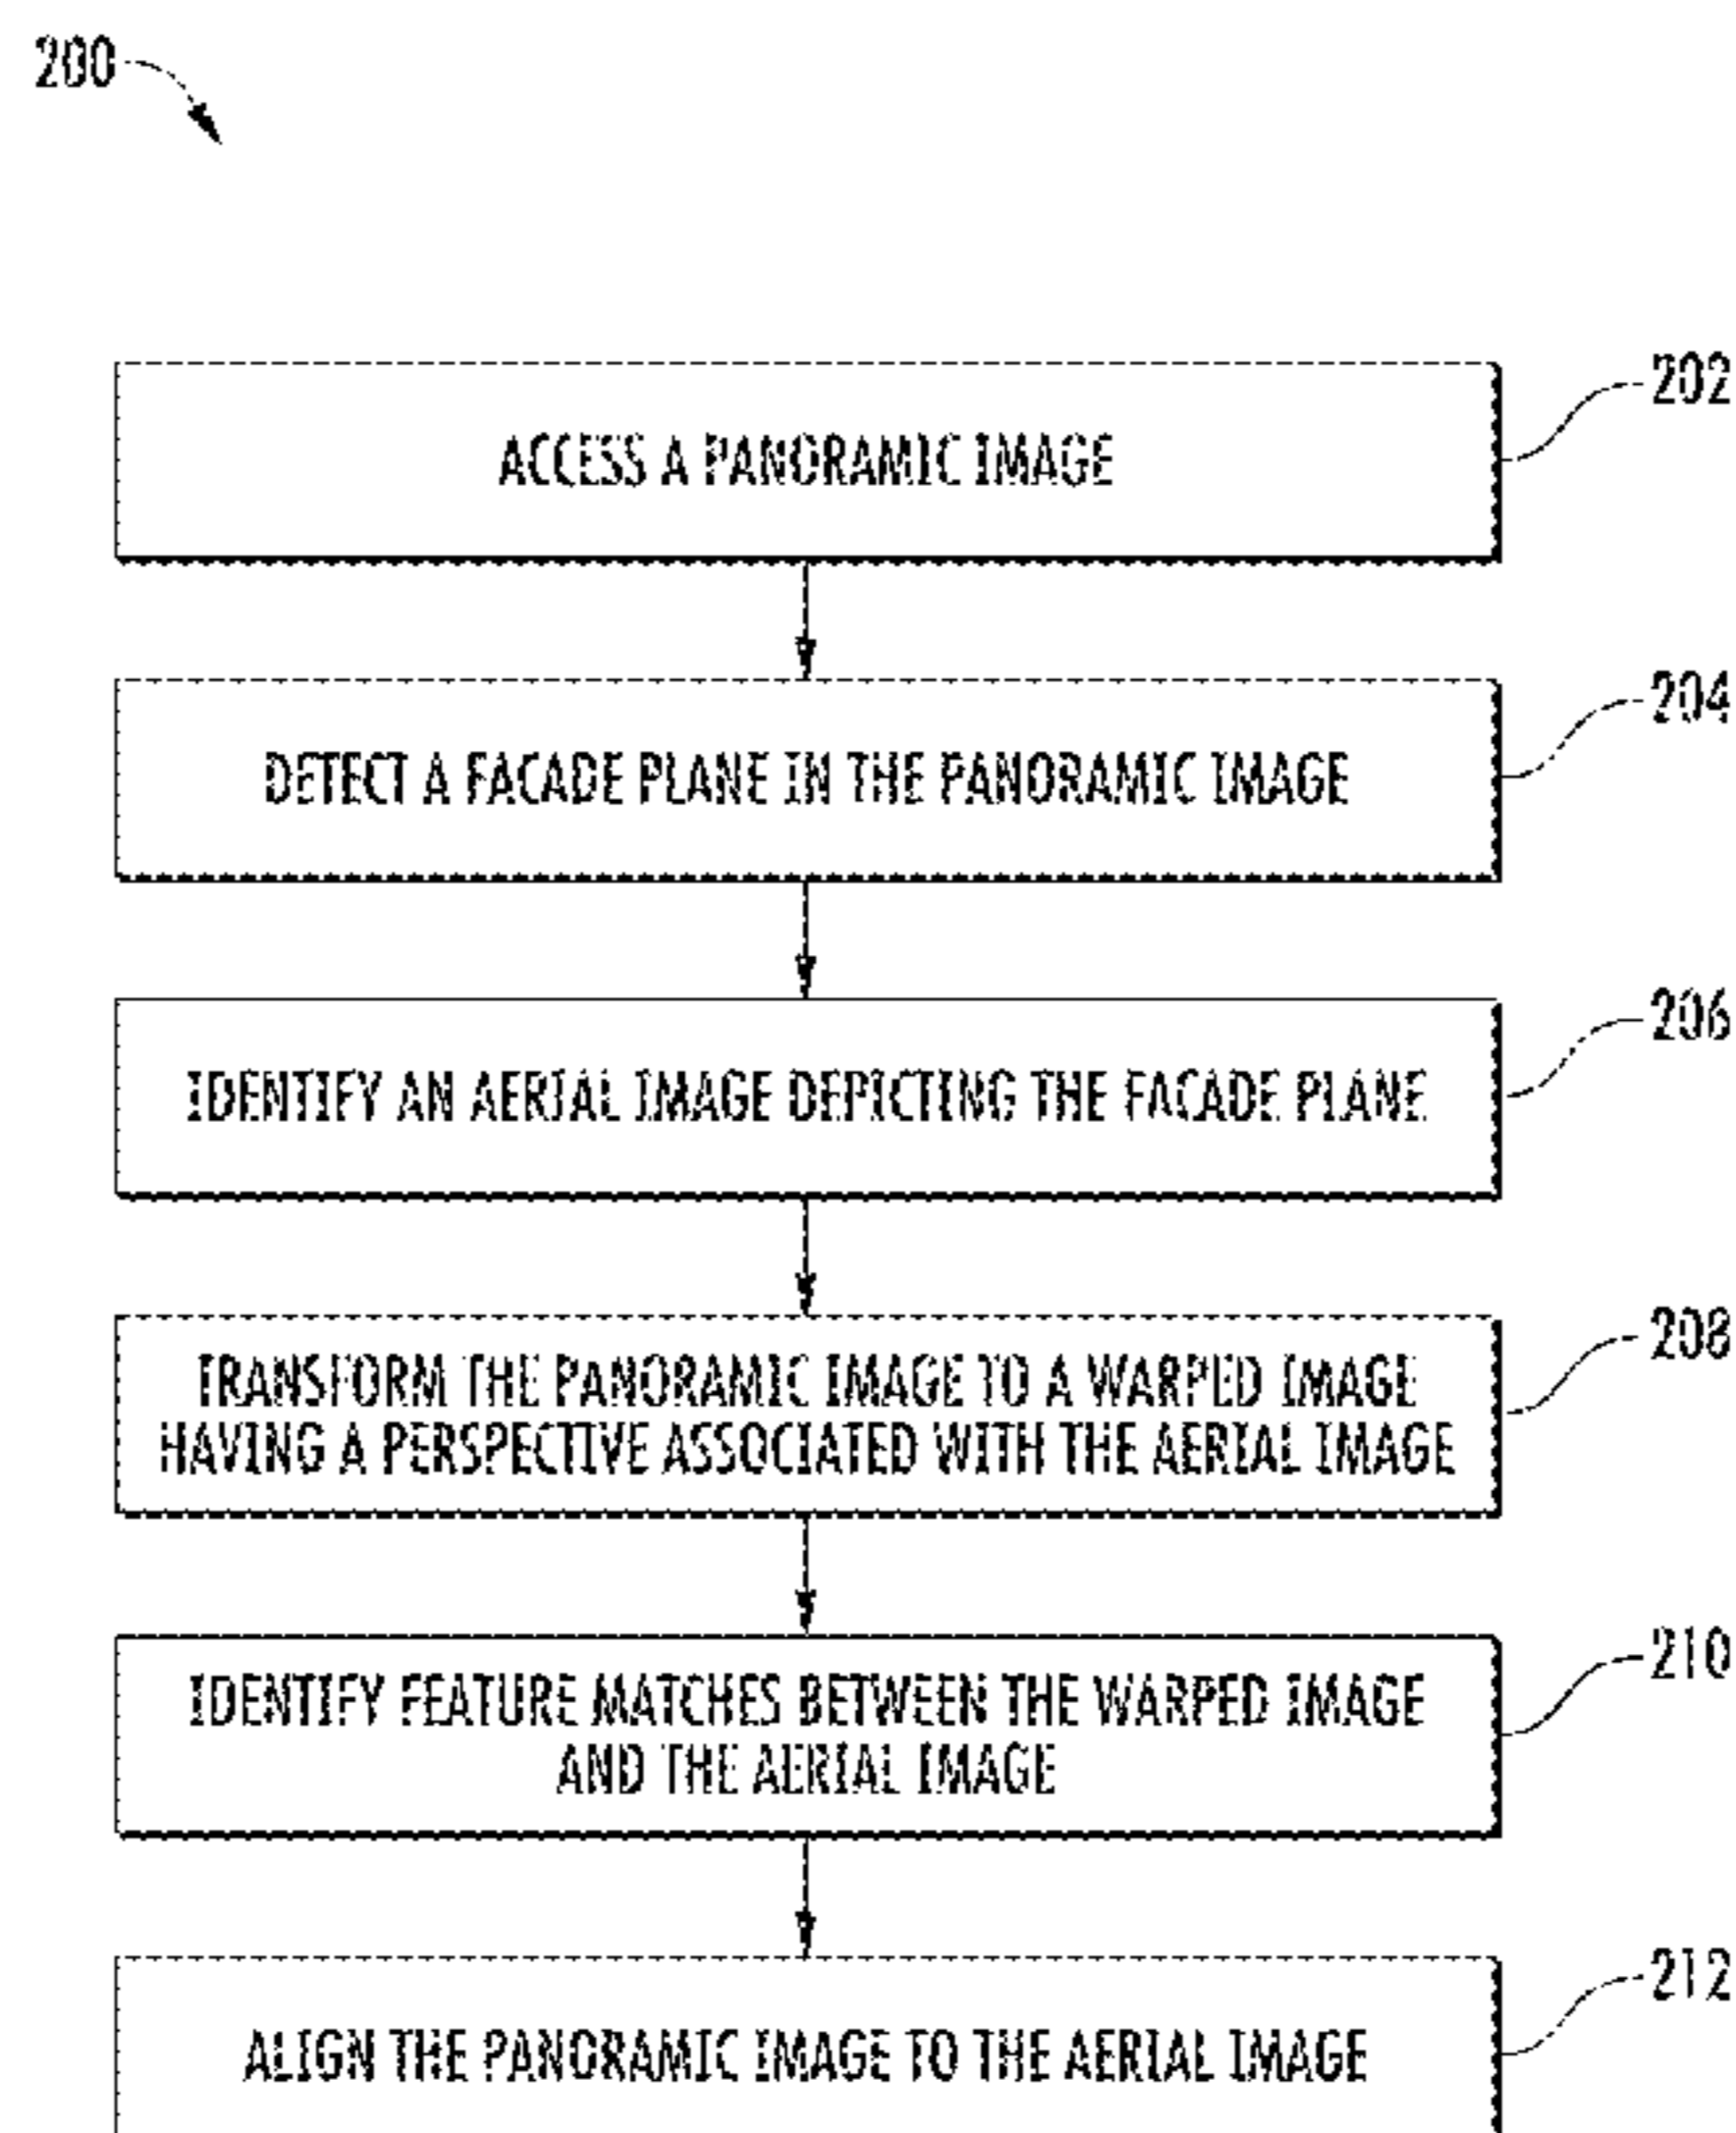 200
202
ACCESS A PANORAMIC IMAGE
204
DETECT A FACADE PLANE IN THE PANORAMIC IMAGE
206
IDENTIFY AN AERIAL IMAGE DEPICTING THE FACADE PLANE
208
TRANSFORM THE PANORAMIC IMAGE TO A WARPED IMAGE
HAVING A PERSPECTIVE ASSOCIATED WITH THE AERIAL IMAGE
210
IDENTIFY FEATURE MATCHES BETWEEN THE WARPED IMAGE
AND THE AERIAL IMAGE
212
ALIGN THE PANORAMIC IMAGE TO THE AERIAL IMAGE